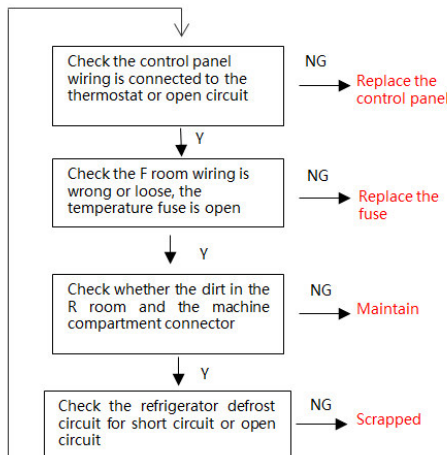 Check the control panel
wiring is connected to the
thermostat or open circuit
NG
Replace the
control panel
Y
Check the F room wiring is
wrong or loose, the
temperature fuse is open
NG
Replace the
fuse
Y
Check whether the dirt in the
R room and the machine
compartment connector
NG
Maintain
Y
Check the refrigerator defrost
circuit for short circuit or open
circuit
NG
Scrapped